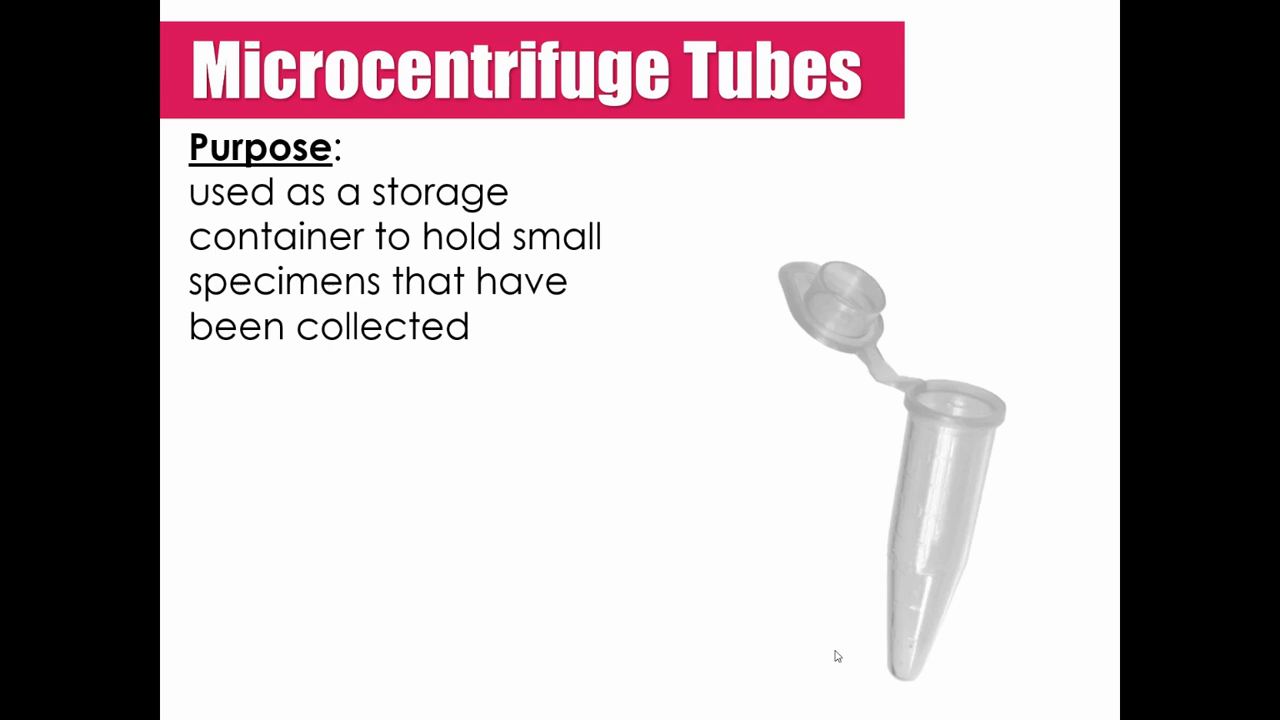 Microcentrifuge Tubes
Purpose:
used as a storage
container to hold small
specimens that have
been collected